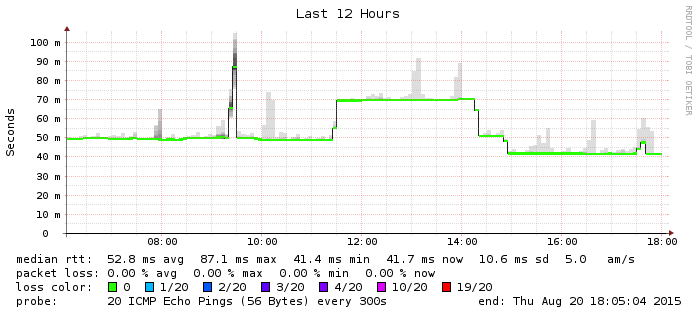 Last 12 Hours
RRDTOOL / TOBI OETIKER
Seconds
100 m
90 m
80 m
70 m
60 m
50 m
40 m
30 m
20 m
10 m
0
08:00 10:00 12:00 14:00 16:00 18:00
median rtt: 52.8 ms avg 87.1 ms max 41.4 ms min 41.7 ms now 10.6 ms sd 5.0 am/s
packet loss: 0.00 % avg 0.00 % max 0.00 % min 0.00 % now
loss color: 0 1/20 2/20 3/20 4/20 10/20 19/20
probe: 20 ICMP Echo Pings (56 Bytes) every 300s end: Thu Aug 20 18:05:04 2015